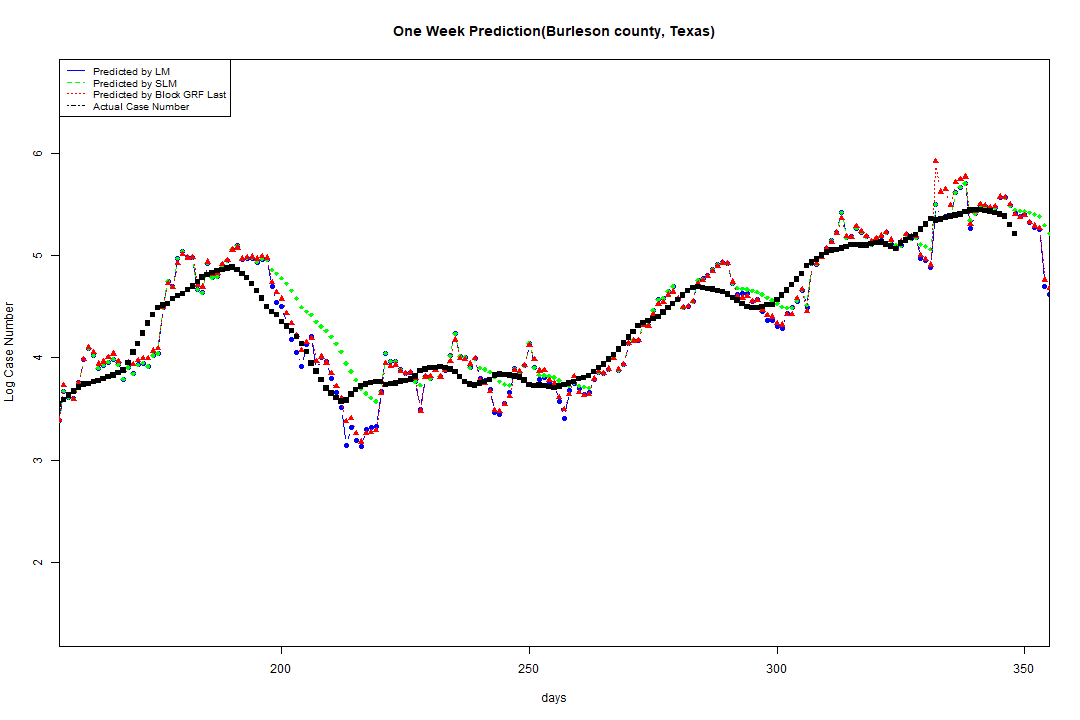 One Week Prediction(Burleson county, Texas)
Predicted by LM
Predicted by SLM
Predicted by Block GRF Last
Actual Case Number
Log Case Number
6
5
4
3
2
200
250
300
350
days